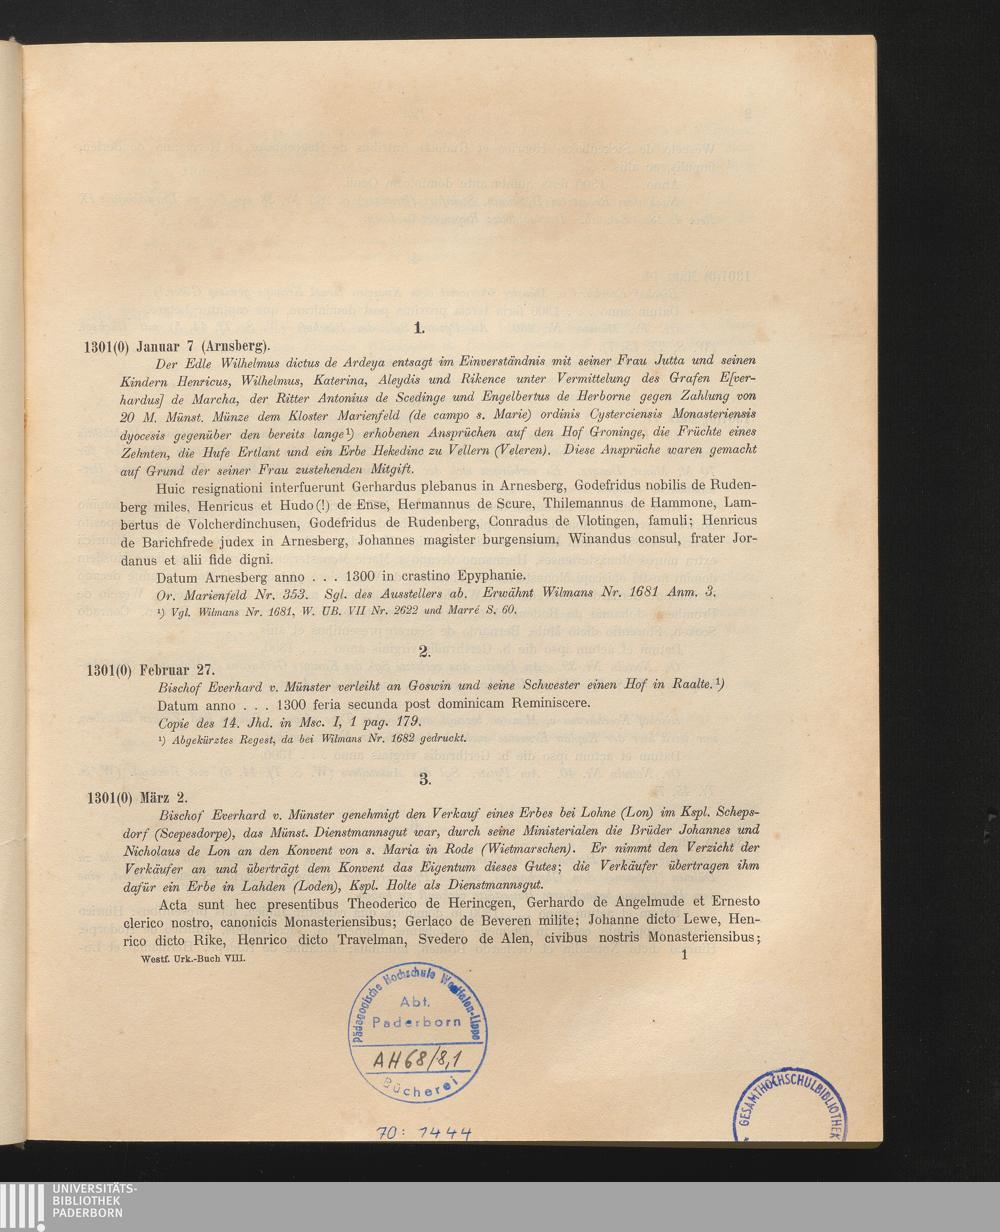 1.
1301(0) Januar 7 (Arnsberg).
Der Edle Wilhelmus dictus de Ardeya entsagt im Einverständnis mit seiner Frau Jutta und seinen
Kindern Henricus, Wilhelmus, Katerina, Aleydis und Rikence unter Vermittelung des Grafen E[ver-
hardus] de Marcha, der Ritter Antonius de Scedinge und Engelbertus de Herborne gegen Zahlung von
20 M. Münst. Münze dem Kloster Marienfeld (de campo s. Marie) ordinis Cysterciensis Monasteriensis
dyocesis gegenüber den bereits lange¹) erhobenen Ansprüchen auf den Hof Groninge, die Früchte eines
Zehnten, die Hufe Ertlant und ein Erbe Hekedinc zu Vellern (Veleren). Diese Ansprüche waren gemacht
auf Grund der seiner Frau zustehenden Mitgift.
Huic resignationi interfuerunt Gerhardus plebanus in Arnesberg, Godefridus nobilis de Ruden-
berg miles, Henricus et Hudo (!) de Ense, Hermannus de Scure, Thilemannus de Hammone, Lam-
bertus de Volcherdinchusen, Godefridus de Rudenberg, Conradus de Vlotingen, famuli; Henricus
de Barichfrede judex in Arnesberg, Johannes magister burgensium, Winandus consul, frater Jor-
danus et alii fide digni.
Datum Arnesberg anno . . . 1300 in crastino Epyphanie.
Or. Marienfeld Nr. 353. Sgl. des Ausstellers ab. Erwähnt Wilmans Nr. 1681 Anm. 3.
¹) Vgl. Wilmans Nr. 1681, W. UB. VII Nr. 2622 und Marré S. 60.
2.
1301(0) Februar 27.
Bischof Everhard v. Münster verleiht an Goswin und seine Schwester einen Hof in Raalte.¹)
Datum anno . . . 1300 feria secunda post dominicam Reminiscere.
Copie des 14. Jhd. in Msc. I, 1 pag. 179.
¹) Abgekürztes Regest, da bei Wilmans Nr. 1682 gedruckt.
3.
1301(0) März 2.
Bischof Everhard v. Münster genehmigt den Verkauf eines Erbes bei Lohne (Lon) im Kspl. Scheps-
dorf (Scepesdorpe), das Münst. Dienstmannsgut war, durch seine Ministerialen die Brüder Johannes und
Nicholaus de Lon an den Konvent von s. Maria in Rode (Wietmarschen). Er nimmt den Verzicht der
Verkäufer an und überträgt dem Konvent das Eigentum dieses Gutes; die Verkäufer übertragen ihm
dafür ein Erbe in Lahden (Loden), Kspl. Holte als Dienstmannsgut.
Acta sunt hec presentibus Theoderico de Herincgen, Gerhardo de Angelmude et Ernesto
clerico nostro, canonicis Monasteriensibus; Gerlaco de Beveren milite; Johanne dicto Lewe, Hen-
rico dicto Rike, Henrico dicto Travelman, Svedero de Alen, civibus nostris Monasteriensibus;
Westf. Urk.-Buch VIII.
1
Pädagogische Hochschule Westfalen-Lippe
Abt.
Paderborn
AH68/8,1
Bücherei
70: 1444
GESAMTHOCHSCHULBIBLIOTHEK
UNIVERSITÄTS-
BIBLIOTHEK
PADERBORN